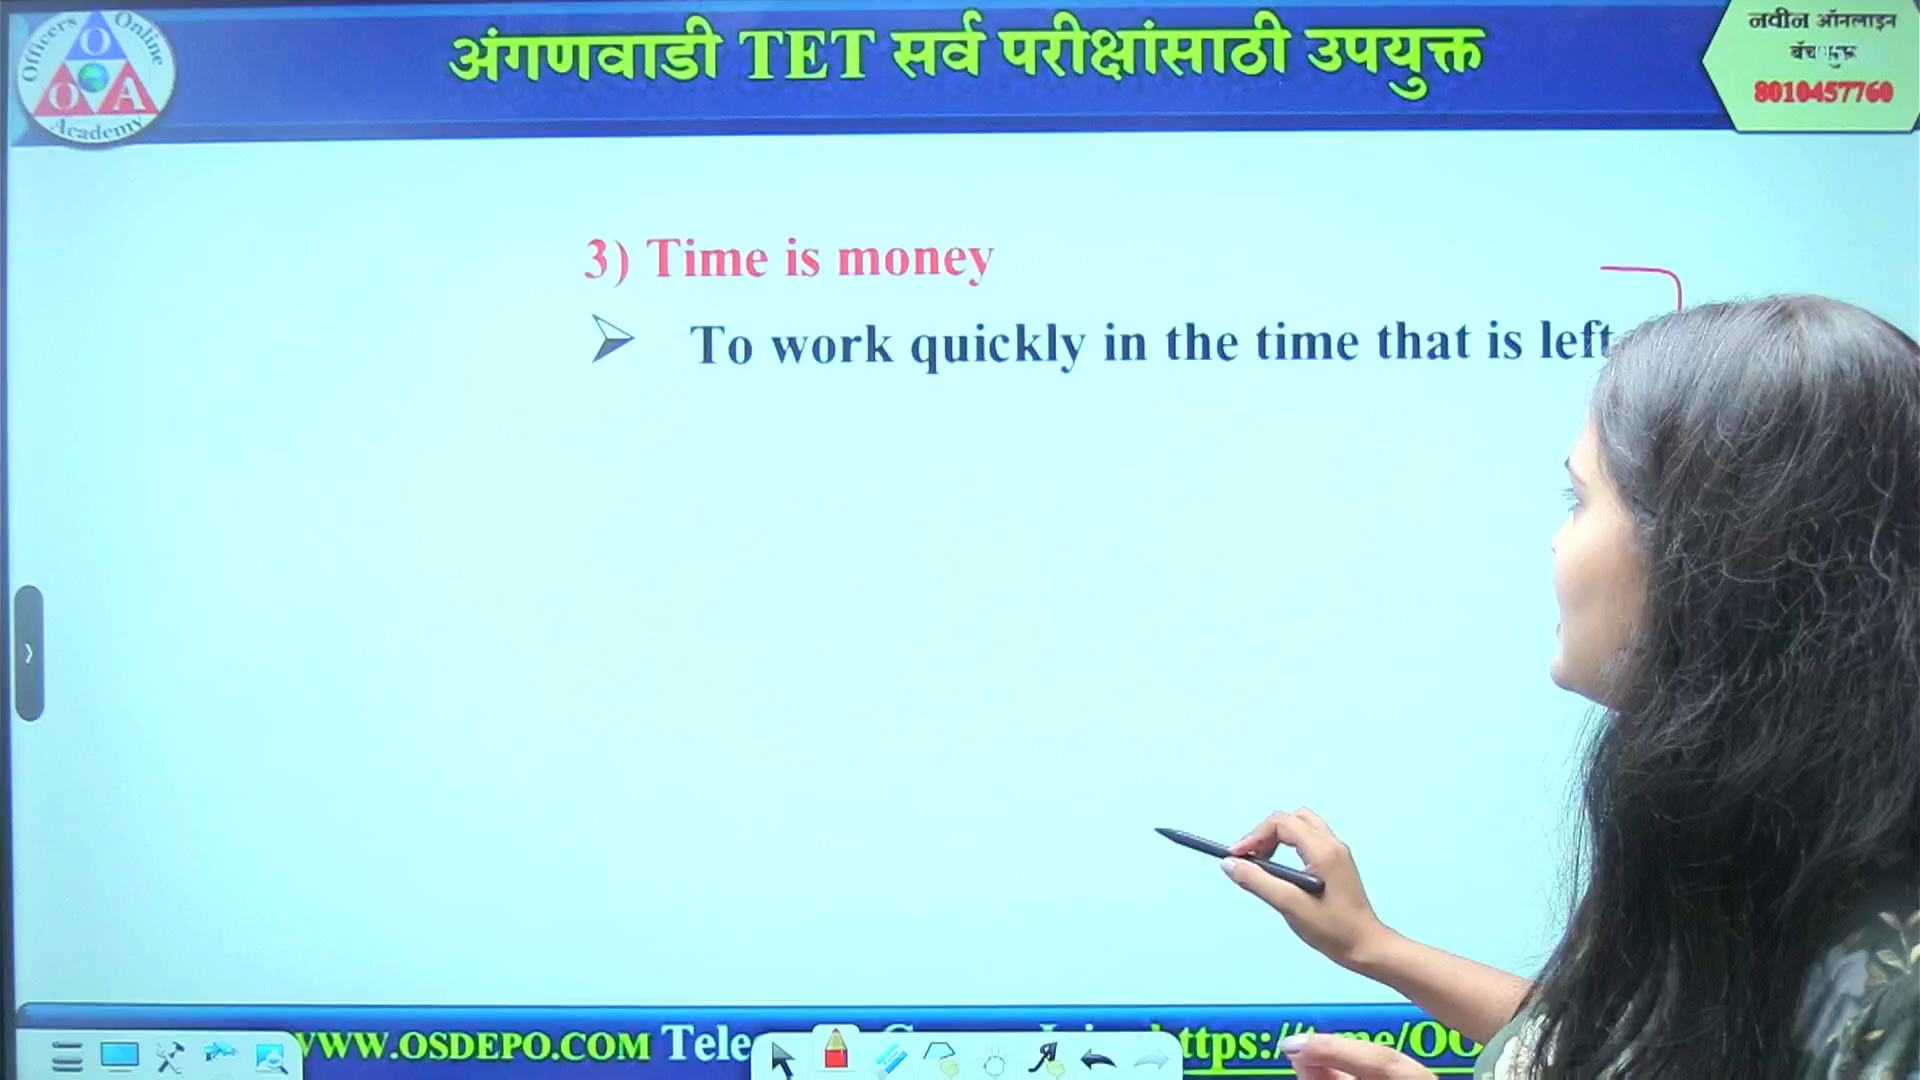 Officers Online
O
O A
Academy
अंगणवाडी TET सर्व परीक्षांसाठी उपयुक्त
नवीन ऑनलाइन
8010457760
3) Time is money
To work quickly in the time that is left
WWW.OSDEPO.COM Tele